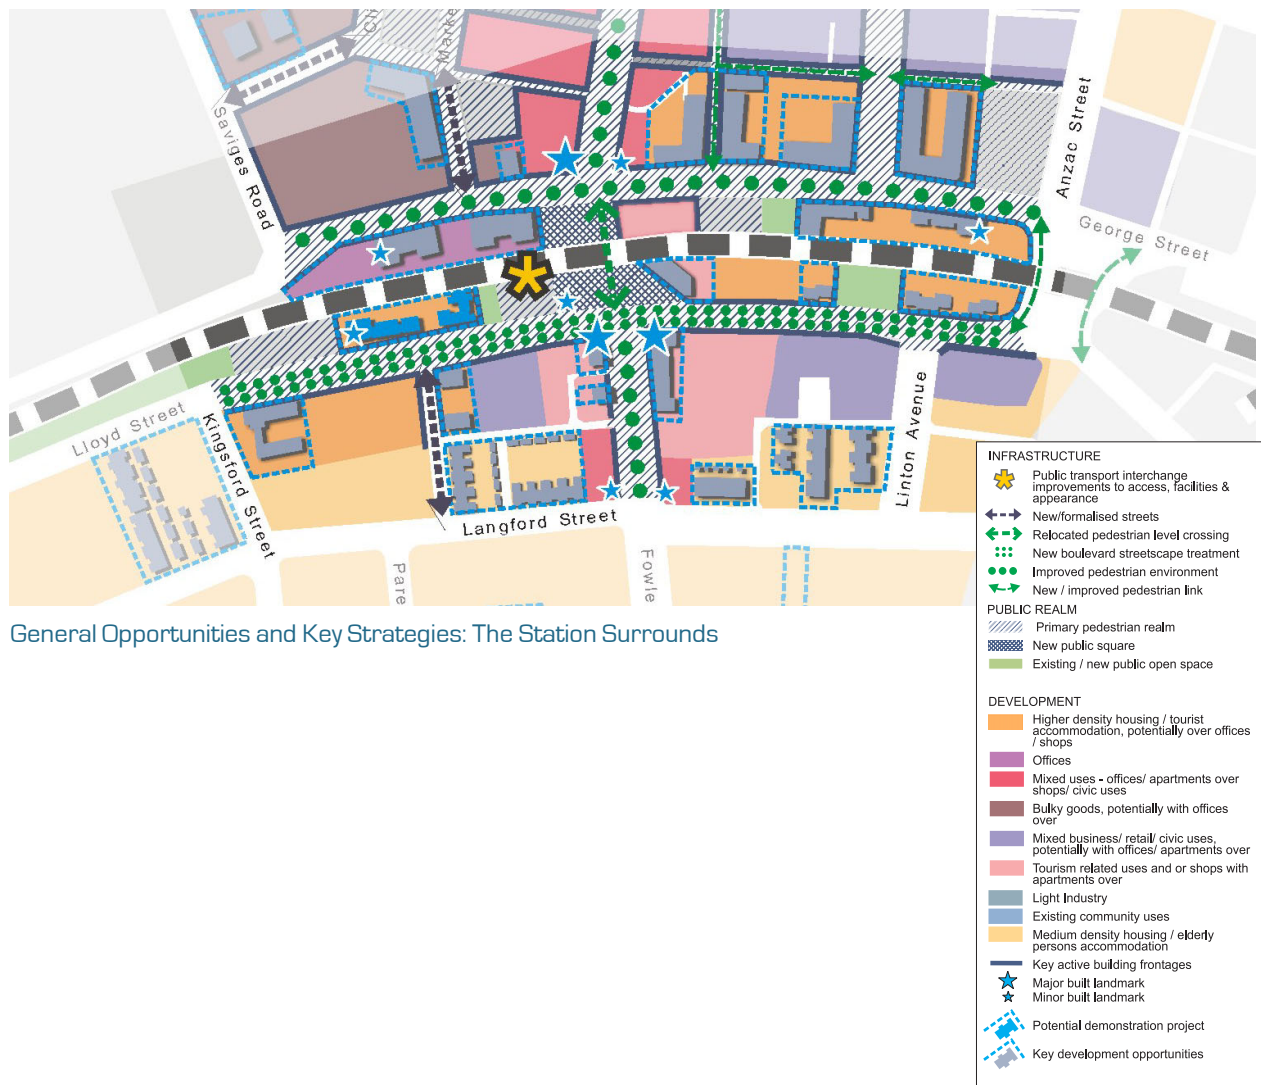 Saviges Road
Anzac Street
George Street
Lloyd Street
Kingsford Street
Linton Avenue
Langford Street
General Opportunities and Key Strategies: The Station Surrounds
INFRASTRUCTURE
Public transport interchange
improvements to access, facilities &
appearance
New/formalised streets
Relocated pedestrian level crossing
New boulevard streetscape treatment
Improved pedestrian environment
New / improved pedestrian link
PUBLIC REALM
Primary pedestrian realm
New public square
Existing / new public open space
DEVELOPMENT
Higher density housing / tourist
accommodation, potentially over offices
/ shops
Offices
Mixed uses - offices/ apartments over
shops/ civic uses
Bulky goods, potentially with offices
over
Mixed business/ retail/ civic uses,
potentially with offices/ apartments over
Tourism related uses and or shops with
apartments over
Light Industry
Existing community uses
Medium density housing / elderly
persons accommodation
Key active building frontages
Major built landmark
Minor built landmark
Potential demonstration project
Key development opportunities